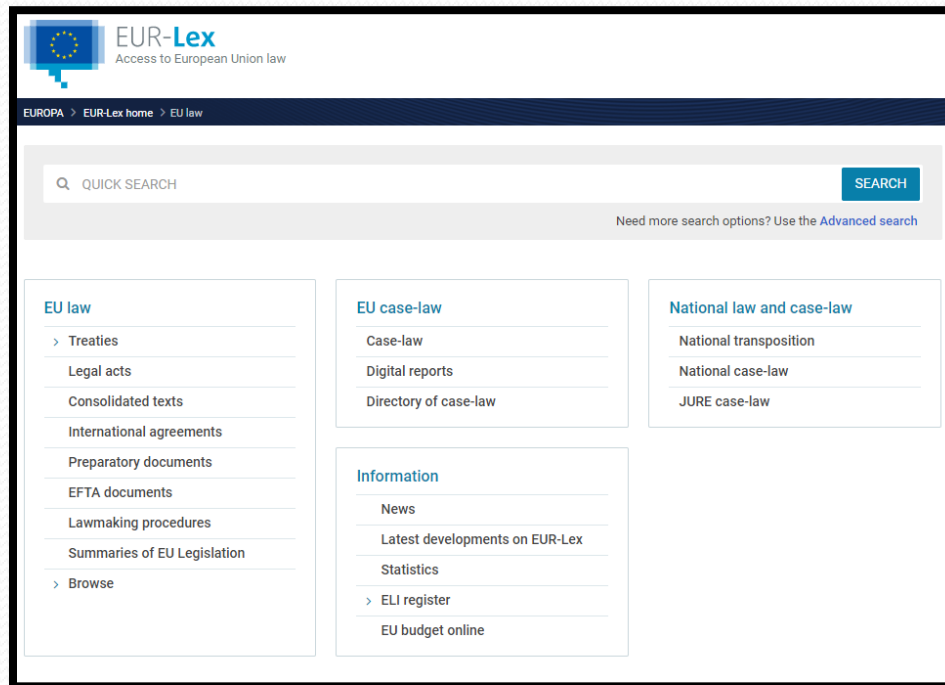 EUR-Lex
Access to European Union law
EUROPA > EUR-Lex home > EU law
QUICK SEARCH
SEARCH
Need more search options? Use the Advanced search
EU law
> Treaties
Legal acts
Consolidated texts
International agreements
Preparatory documents
EFTA documents
Lawmaking procedures
Summaries of EU Legislation
> Browse
EU case-law
Case-law
Digital reports
Directory of case-law
Information
News
Latest developments on EUR-Lex
Statistics
> ELI register
EU budget online
National law and case-law
National transposition
National case-law
JURE case-law